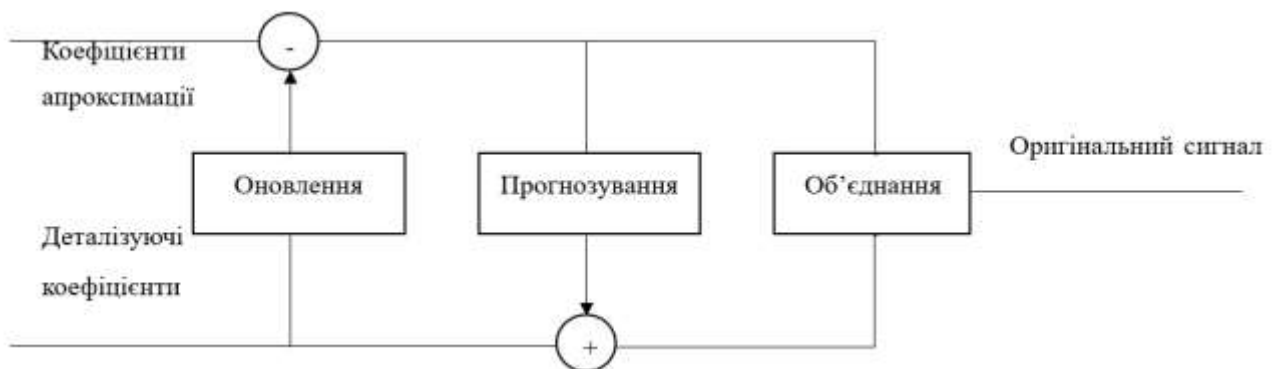 Коефіцієнти
апроксимації
-
Оновлення
Прогнозування
Об’єднання
Оригінальний сигнал
Деталізуючі
коефіцієнти
+